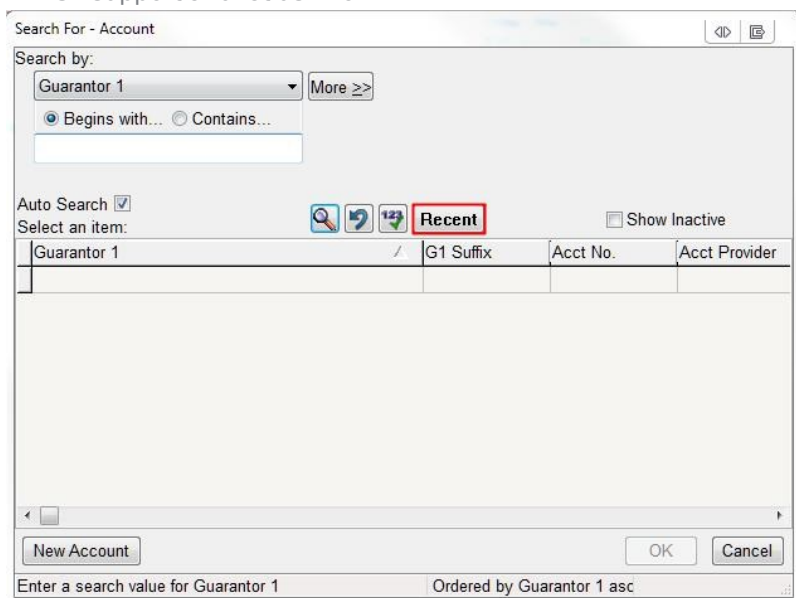 Search For - Account
Search by:
Guarantor 1 More >>
Begins with... Contains...
Auto Search
Select an item:
123 Recent Show Inactive
Guarantor 1 G1 Suffix Acct No. Acct Provider
New Account OK Cancel
Enter a search value for Guarantor 1 Ordered by Guarantor 1 asc